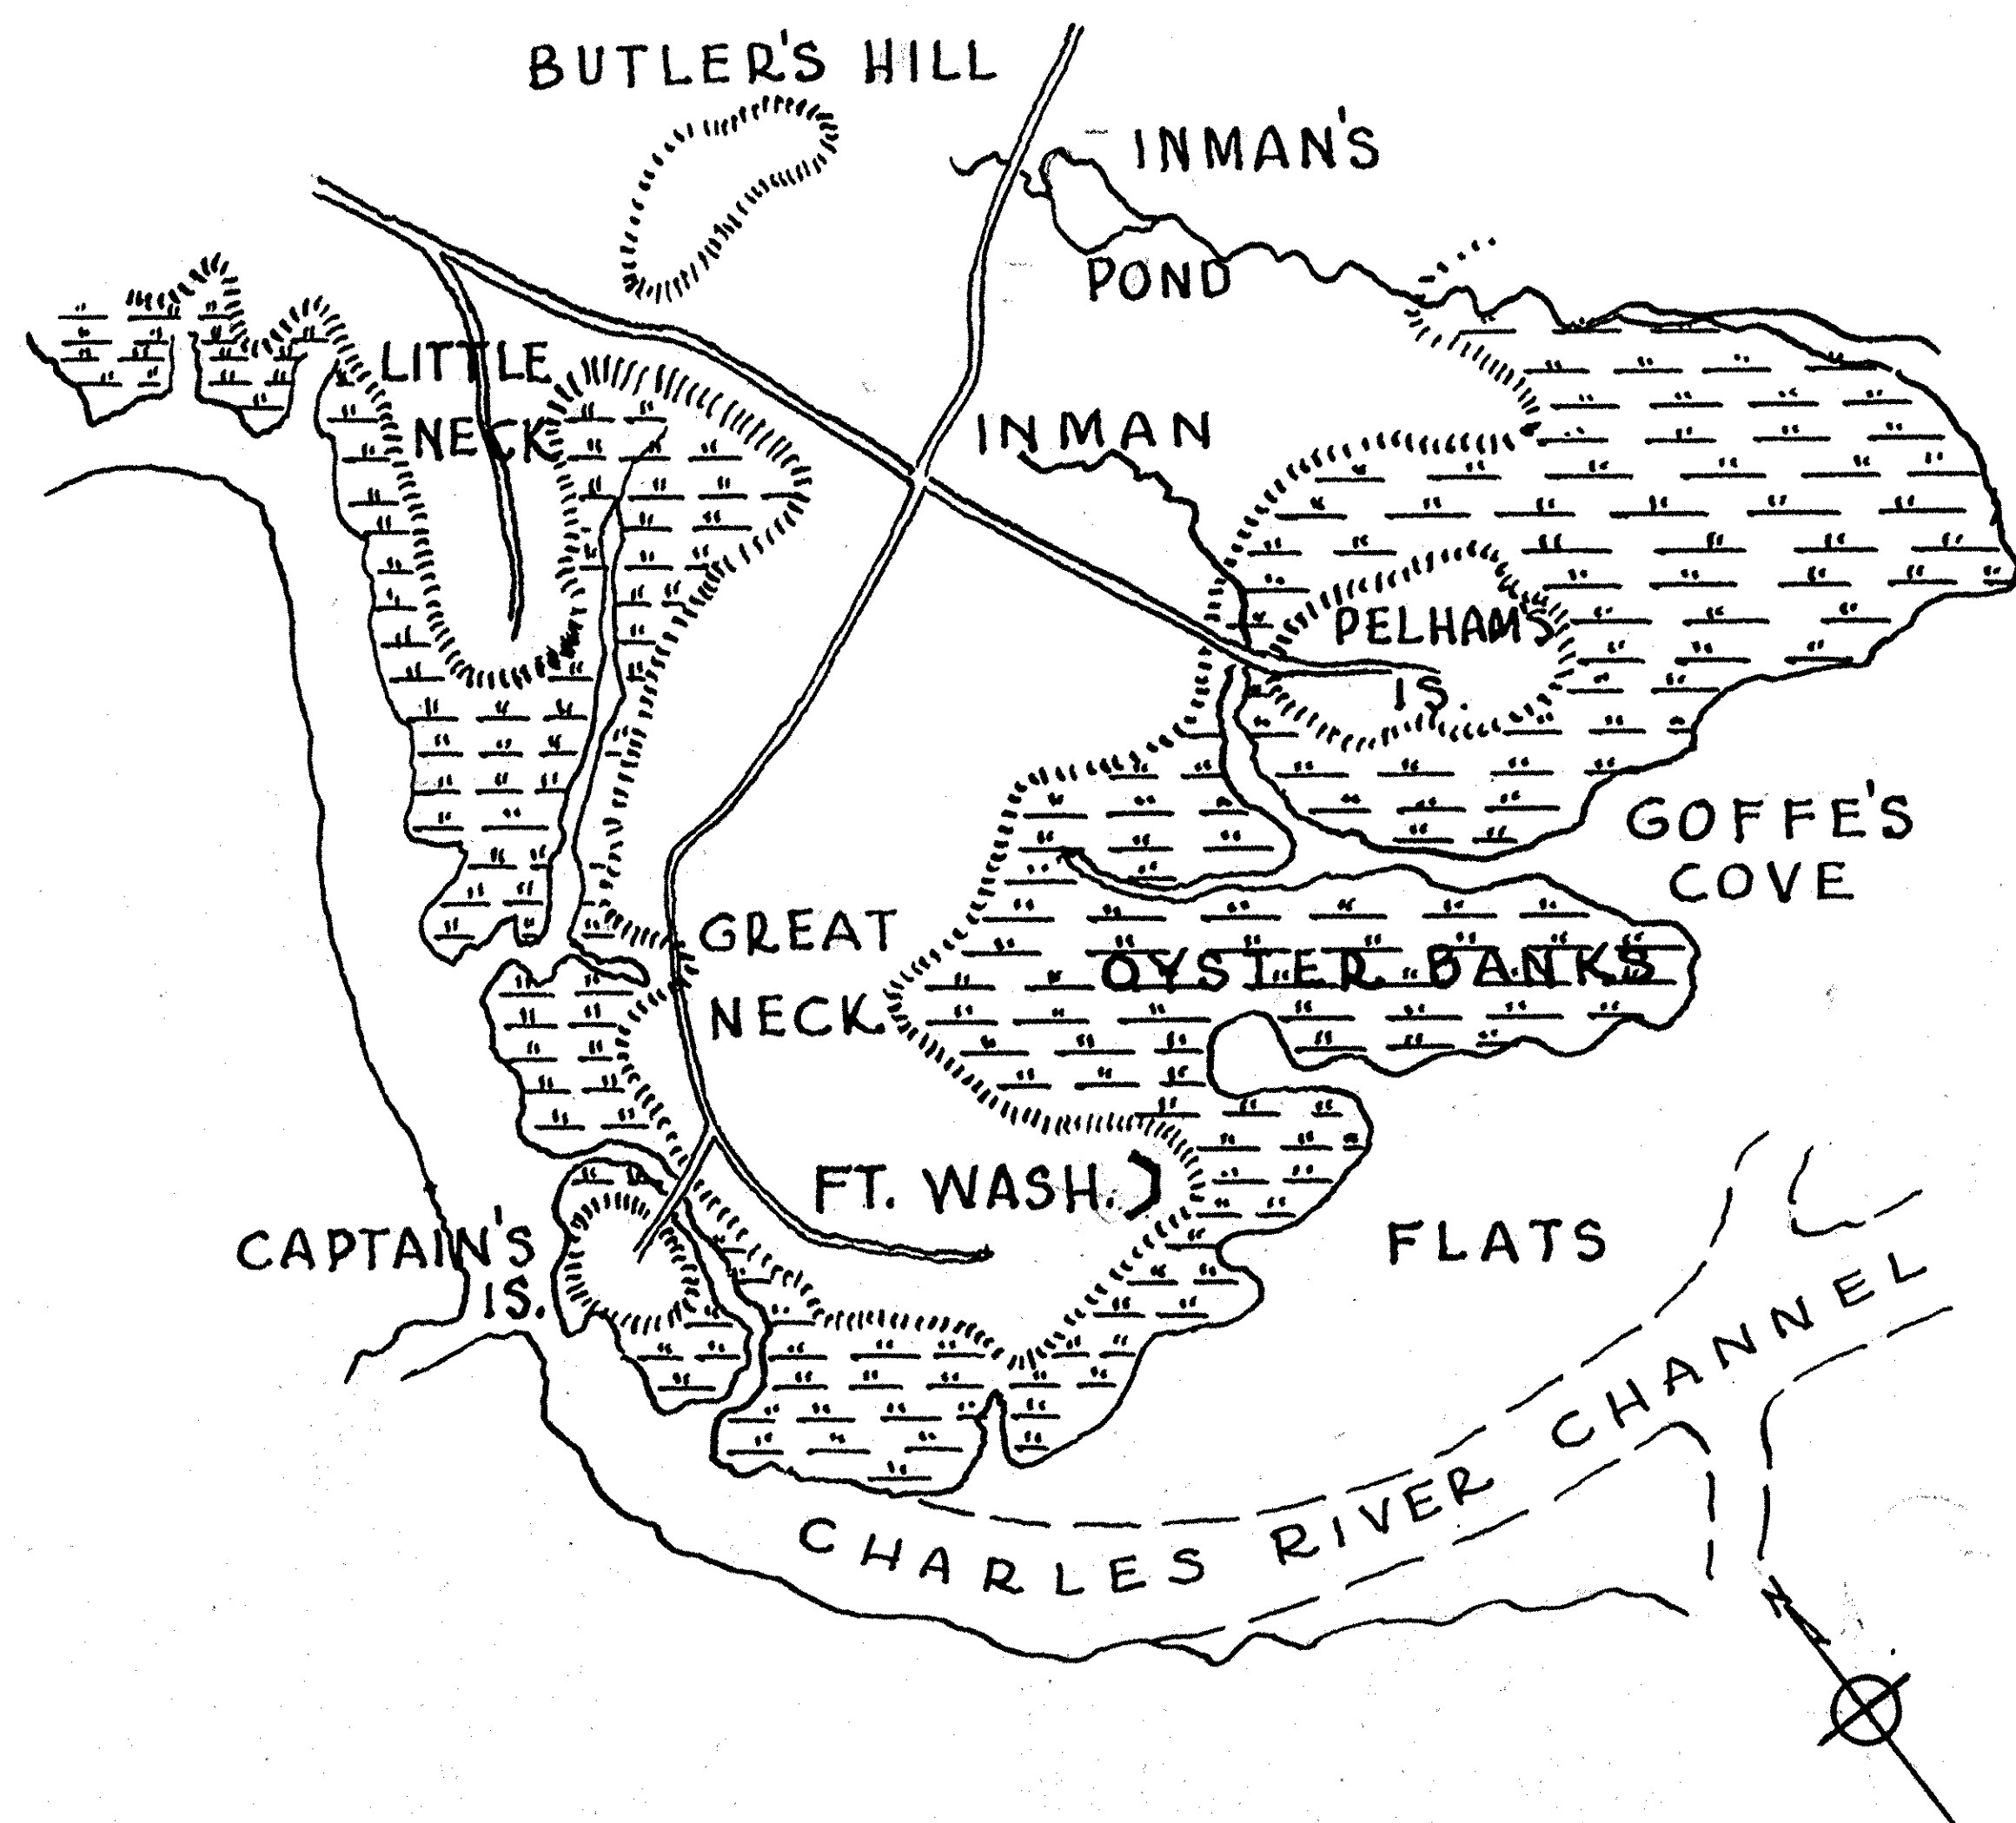 BUTLER'S HILL
INMAN'S
POND
LITTLE
NECK
INMAN
PELHAM'S
IS.
GOFFE'S
COVE
GREAT
NECK
OYSTER BANKS
FT. WASH.
FLATS
CAPTAIN'S
IS.
CHARLES RIVER CHANNEL
N